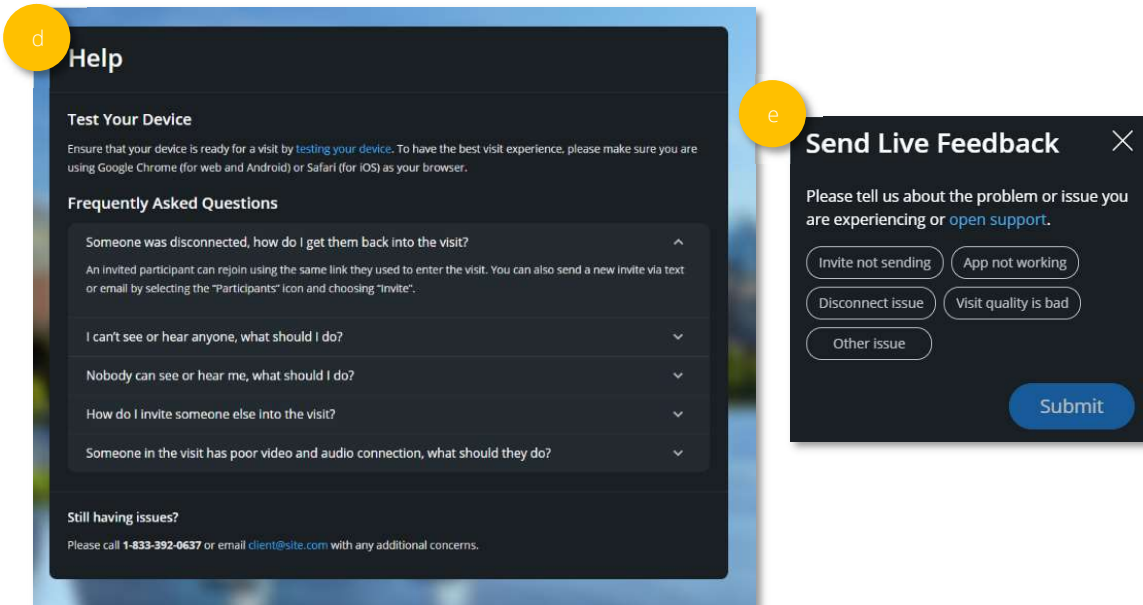 d
Help
Test Your Device
Ensure that your device is ready for a visit by testing your device. To have the best visit experience, please make sure you are
using Google Chrome (for web and Android) or Safari (for iOS) as your browser.
Frequently Asked Questions
Someone was disconnected, how do I get them back into the visit?
An invited participant can rejoin using the same link they used to enter the visit. You can also send a new invite via text
or email by selecting the “Participants” icon and choosing “Invite”.
I can’t see or hear anyone, what should I do?
Nobody can see or hear me, what should I do?
How do I invite someone else into the visit?
Someone in the visit has poor video and audio connection, what should they do?
Still having issues?
Please call 1-833-392-0637 or email client@site.com with any additional concerns.
e
Send Live Feedback
Please tell us about the problem or issue you
are experiencing or open support.
Invite not sending
App not working
Disconnect issue
Visit quality is bad
Other issue
Submit